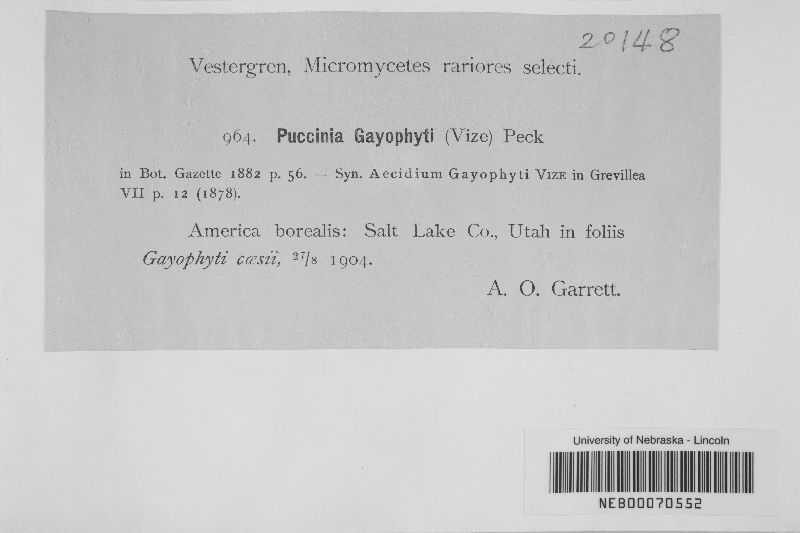 20148
Vestergren, Micromycetes rariores selecti.
964. Puccinia Gayophyti (Vize) Peck
in Bot. Gazette 1882 p. 56. — Syn. Aecidium Gayophyti VIZE in Grevillea
VII p. 12 (1878).
America borealis: Salt Lake Co., Utah in foliis
Gayophyti cæsii, 27/8 1904.
A. O. Garrett.
University of Nebraska - Lincoln
NEB00070552